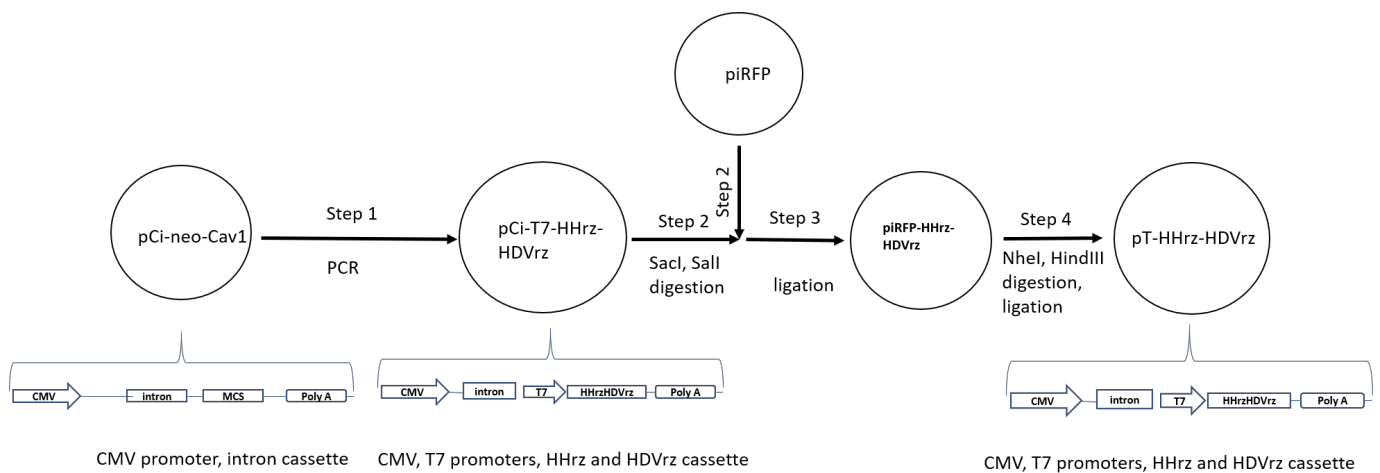 piRFP
Step 2
pCi-neo-Cav1
Step 1
PCR
pCi-T7-HHrz-
HDVrz
Step 2
SacI, SalI
digestion
Step 3
ligation
piRFP-HHrz-
HDVrz
Step 4
NheI, HindIII
digestion,
ligation
pT-HHrz-HDVrz
CMV
intron
MCS
Poly A
CMV
intron
T7
HHrzHDVrz
Poly A
CMV
intron
T7
HHrzHDVrz
Poly A
CMV promoter, intron cassette
CMV, T7 promoters, HHrz and HDVrz cassette
CMV, T7 promoters, HHrz and HDVrz cassette